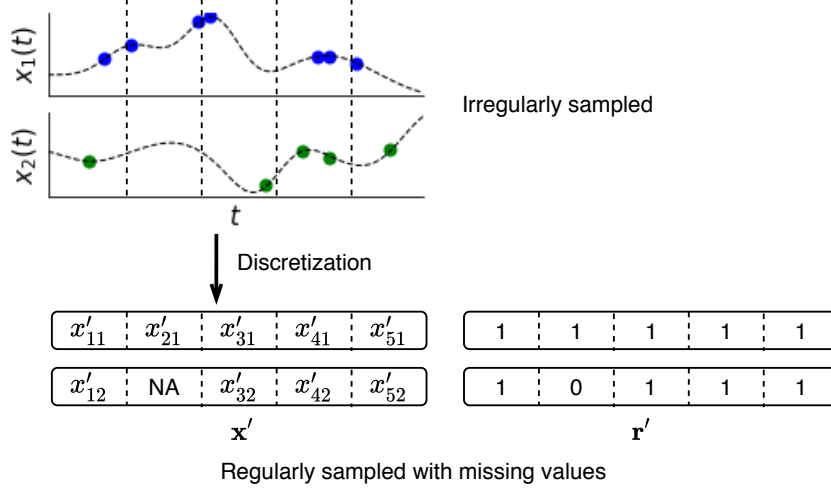 x₁(t)
Irregularly sampled
x₂(t)
t
Discretization
x′₁₁ x′₂₁ x′₃₁ x′₄₁ x′₅₁ 1 1 1 1 1
x′₁₂ NA x′₃₂ x′₄₂ x′₅₂ 1 0 1 1 1
x′ r′
Regularly sampled with missing values